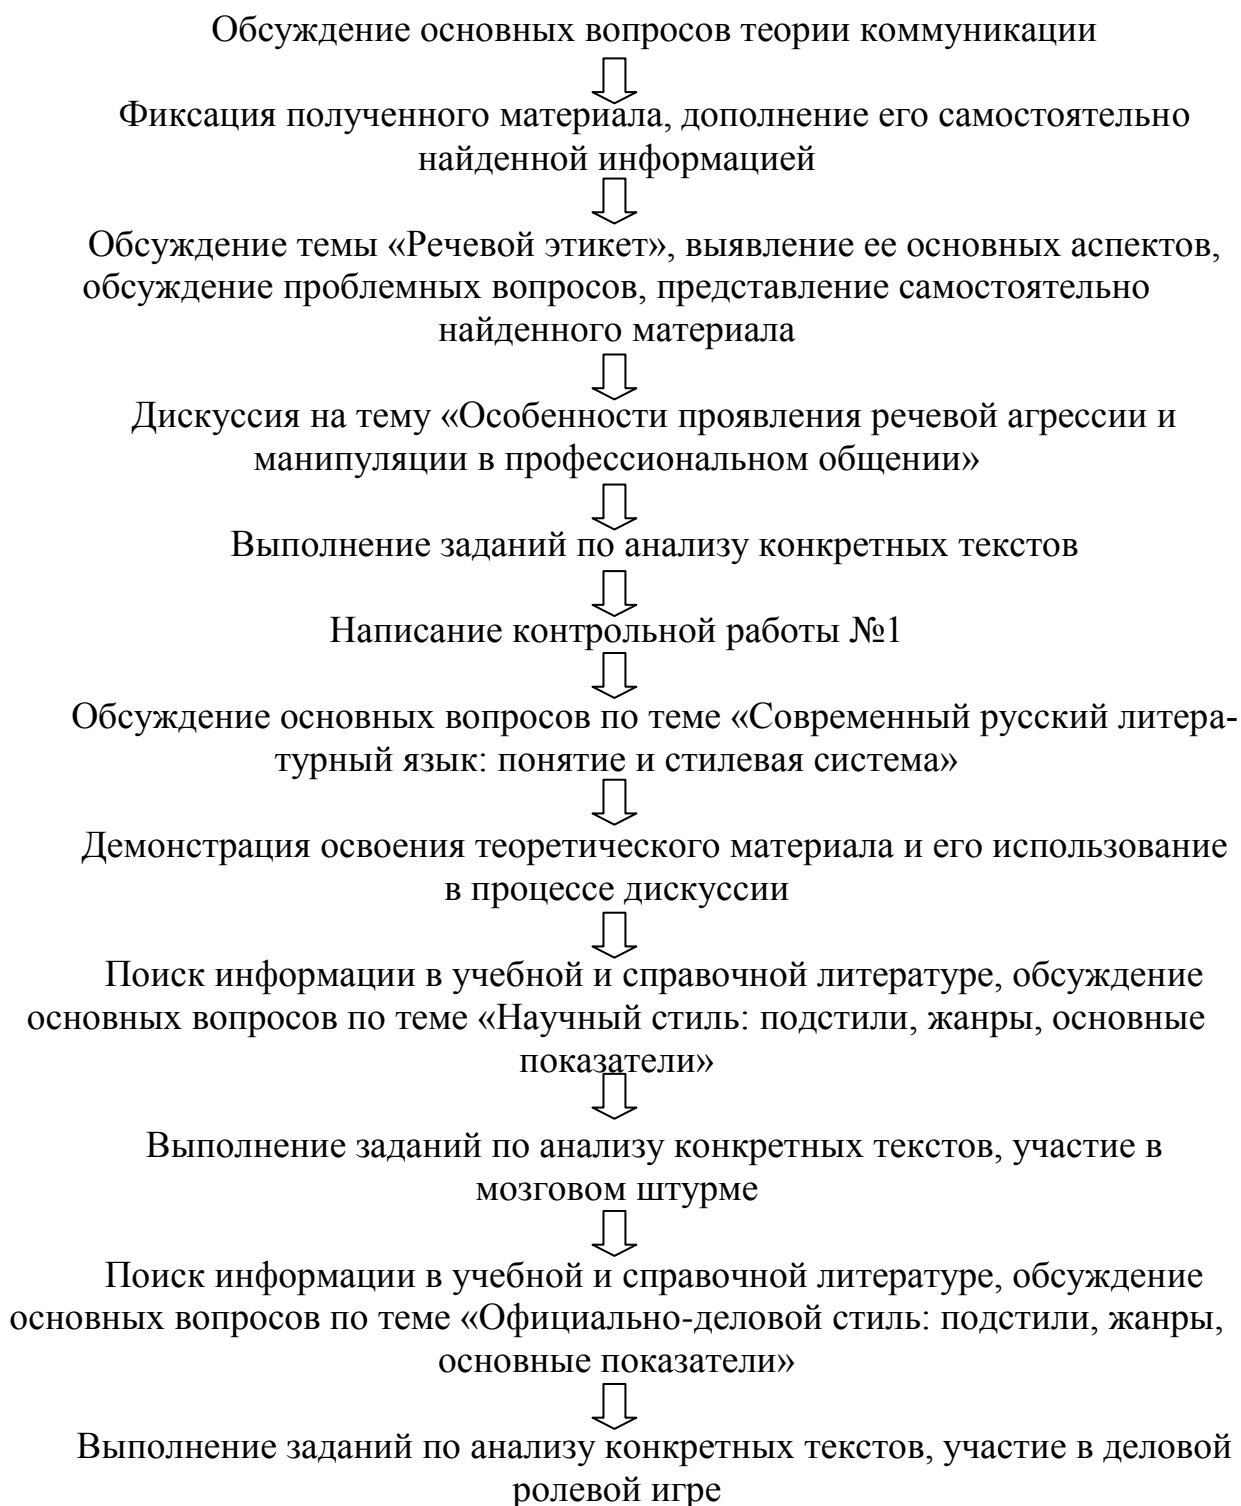 Обсуждение основных вопросов теории коммуникации
Фиксация полученного материала, дополнение его самостоятельно
найденной информацией
Обсуждение темы «Речевой этикет», выявление ее основных аспектов,
обсуждение проблемных вопросов, представление самостоятельно
найденного материала
Дискуссия на тему «Особенности проявления речевой агрессии и
манипуляции в профессиональном общении»
Выполнение заданий по анализу конкретных текстов
Написание контрольной работы №1
Обсуждение основных вопросов по теме «Современный русский литера-
турный язык: понятие и стилевая система»
Демонстрация освоения теоретического материала и его использование
в процессе дискуссии
Поиск информации в учебной и справочной литературе, обсуждение
основных вопросов по теме «Научный стиль: подстили, жанры, основные
показатели»
Выполнение заданий по анализу конкретных текстов, участие в
мозговом штурме
Поиск информации в учебной и справочной литературе, обсуждение
основных вопросов по теме «Официально-деловой стиль: подстили, жанры,
основные показатели»
Выполнение заданий по анализу конкретных текстов, участие в деловой
ролевой игре